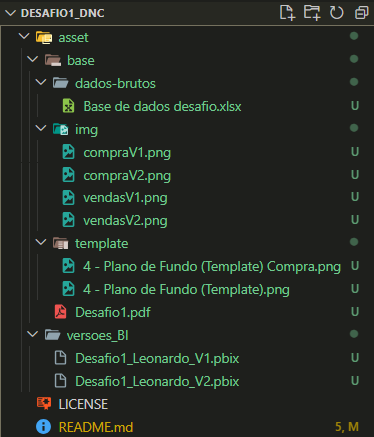 DESAFIO1_DNC
asset
base
dados-brutos
Base de dados desafio.xlsx U
img
compraV1.png U
compraV2.png U
vendasV1.png U
vendasV2.png U
template
4 - Plano de Fundo (Template) Compra.png U
4 - Plano de Fundo (Template).png U
Desafio1.pdf U
versoes_BI
Desafio1_Leonardo_V1.pbix U
Desafio1_Leonardo_V2.pbix U
LICENSE
README.md 5, M